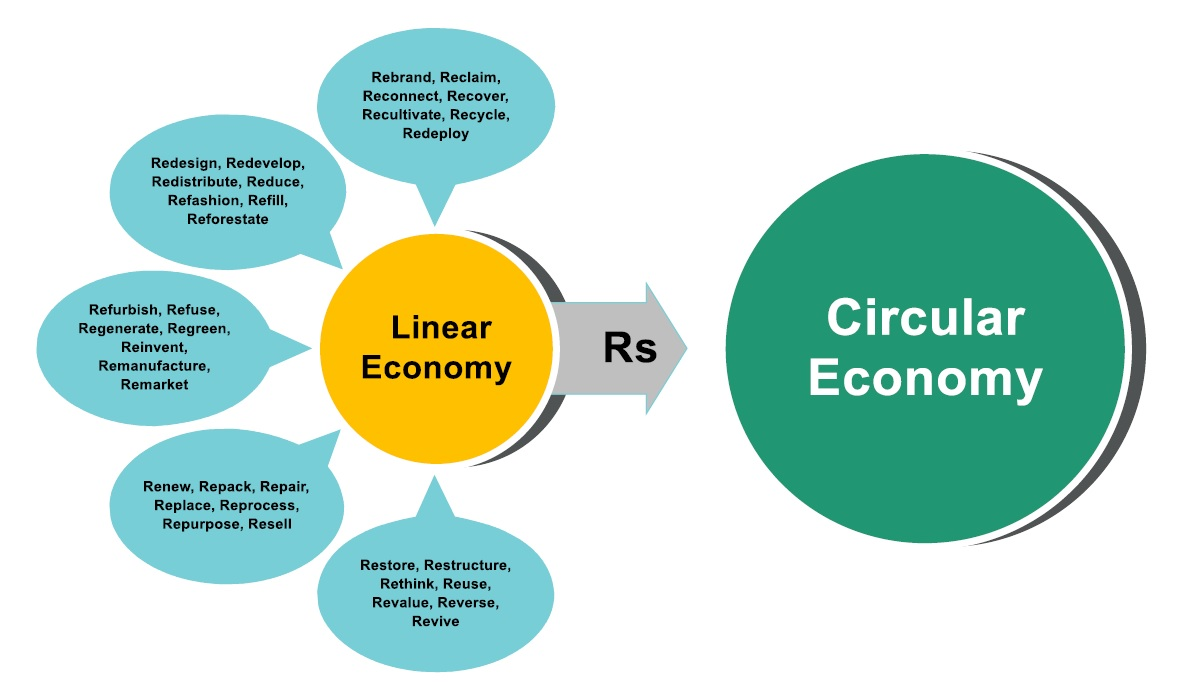 Rebrand, Reclaim,
Reconnect, Recover,
Recultivate, Recycle,
Redeploy
Redesign, Redevelop,
Redistribute, Reduce,
Refashion, Refill,
Reforestate
Refurbish, Refuse,
Regenerate, Regreen,
Reinvent,
Remanufacture,
Remarket
Renew, Repack, Repair,
Replace, Reprocess,
Repurpose, Resell
Restore, Restructure,
Rethink, Reuse,
Revalue, Reverse,
Revive
Linear
Economy
Rs
Circular
Economy